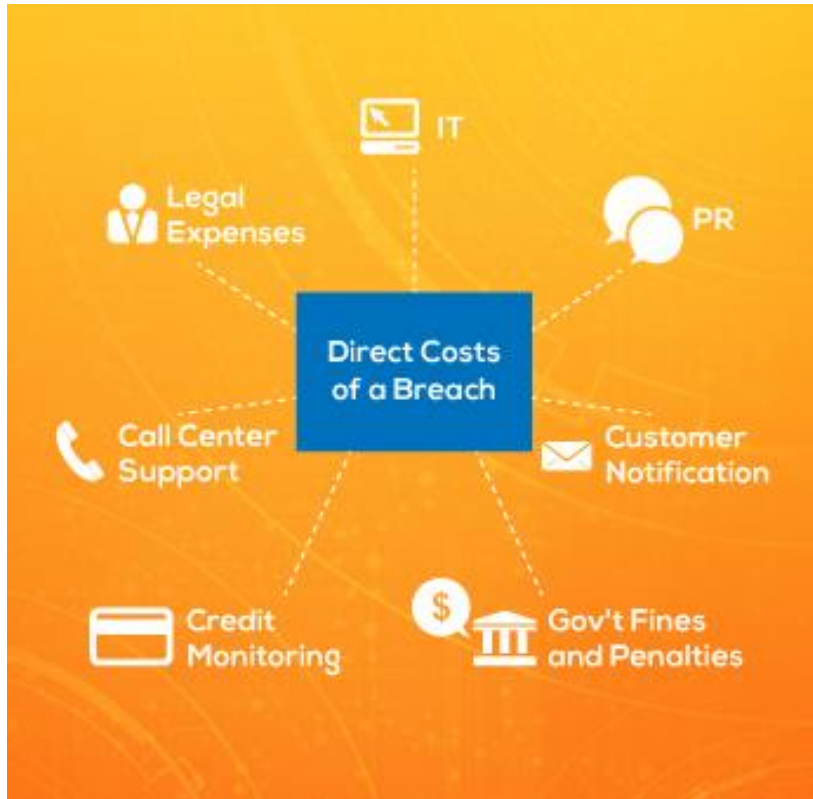 IT
Legal
Expenses
PR
Direct Costs
of a Breach
Call Center
Support
Customer
Notification
Credit
Monitoring
$
Gov't Fines
and Penalties